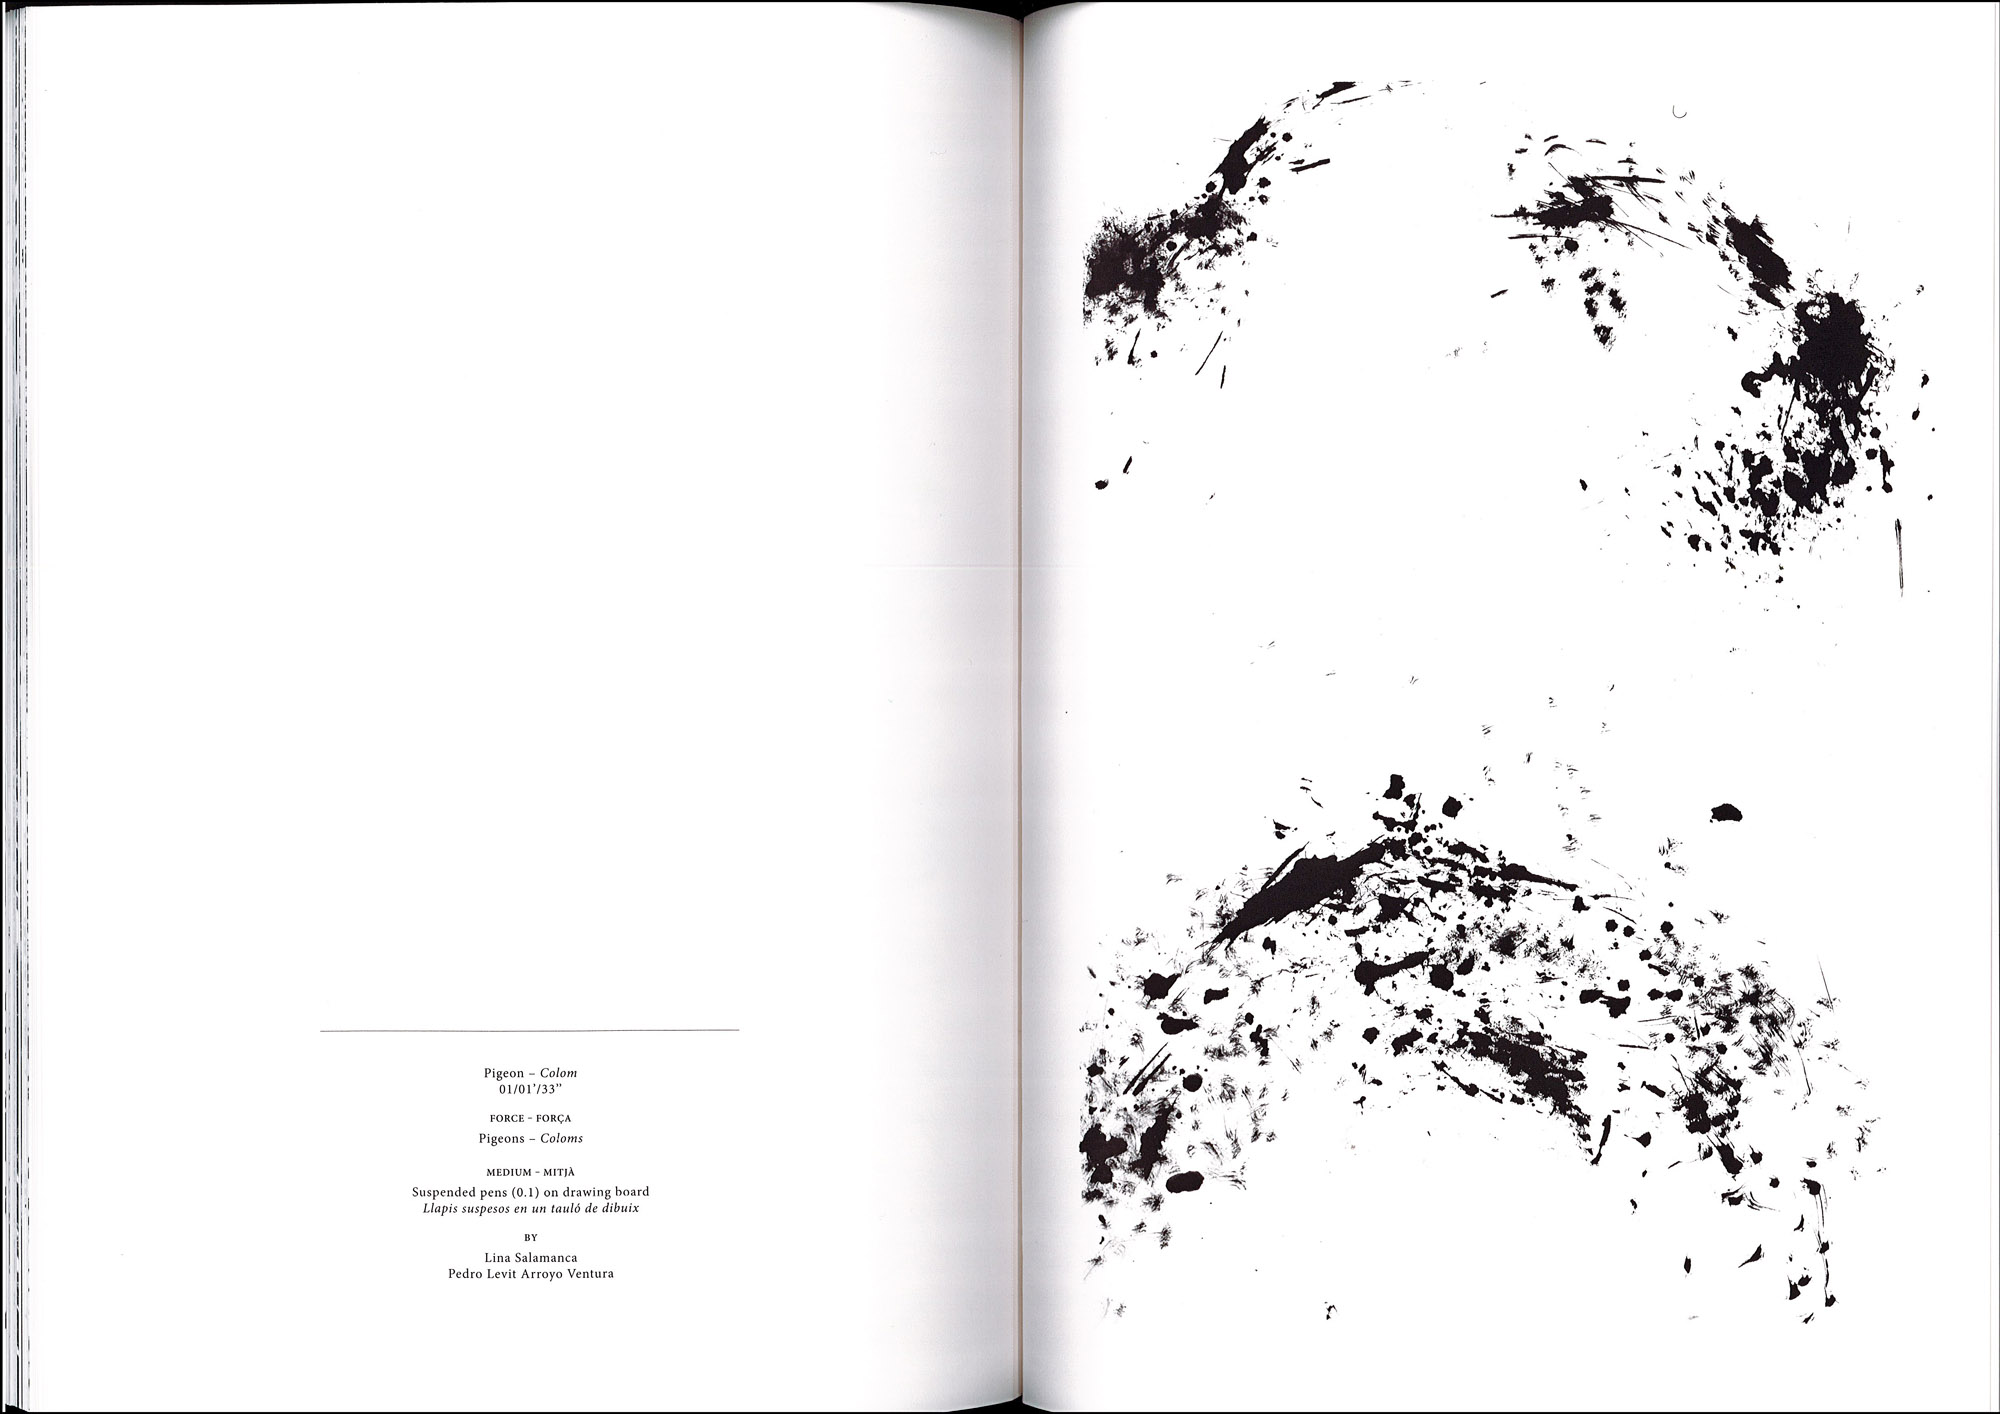 Pigeon – Colom
01/01’/33”
FORCE – FORÇA
Pigeons – Coloms
MEDIUM – MITJÀ
Suspended pens (0.1) on drawing board
Llapis suspesos en un tauló de dibuix
BY
Lina Salamanca
Pedro Levit Arroyo Ventura